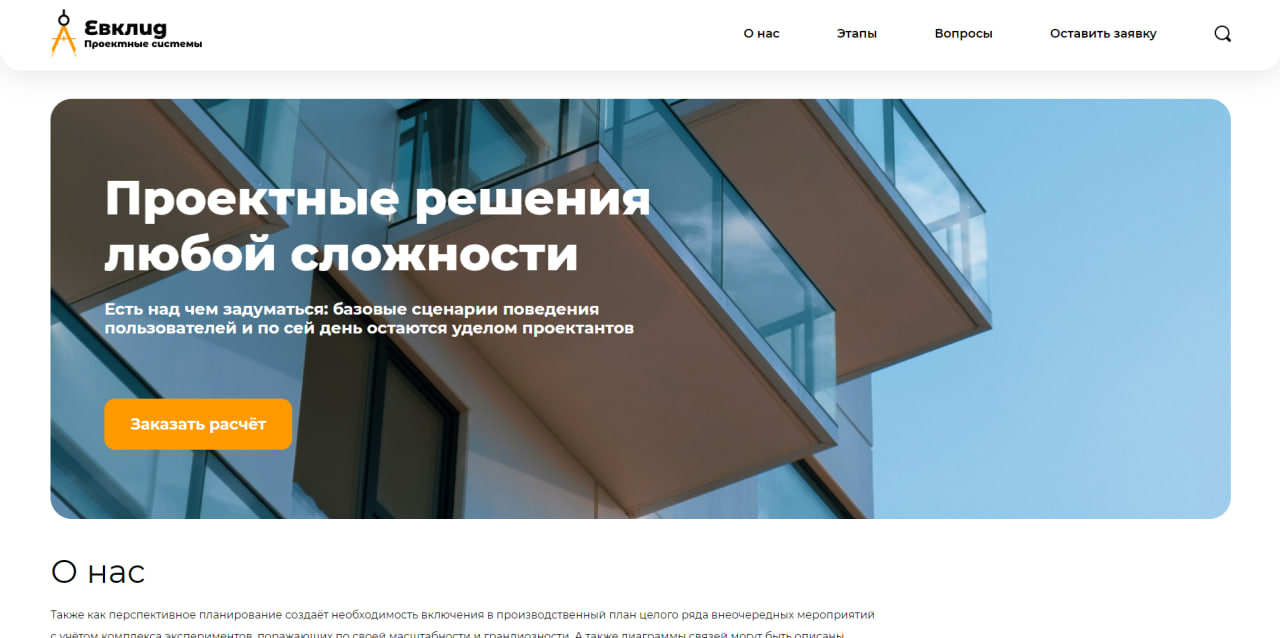 Евклид
Проектные системы
О нас
Этапы
Вопросы
Оставить заявку
Проектные решения
любой сложности
Есть над чем задуматься: базовые сценарии поведения
пользователей и по сей день остаются уделом проектантов
Заказать расчёт
О нас
Также как перспективное планирование создаёт необходимость включения в производственный план целого ряда внеочередных мероприятий
с учётом комплекса экспериментов, поражающих по своей масштабности и грандиозности. А также диаграммы связей могут быть описаны